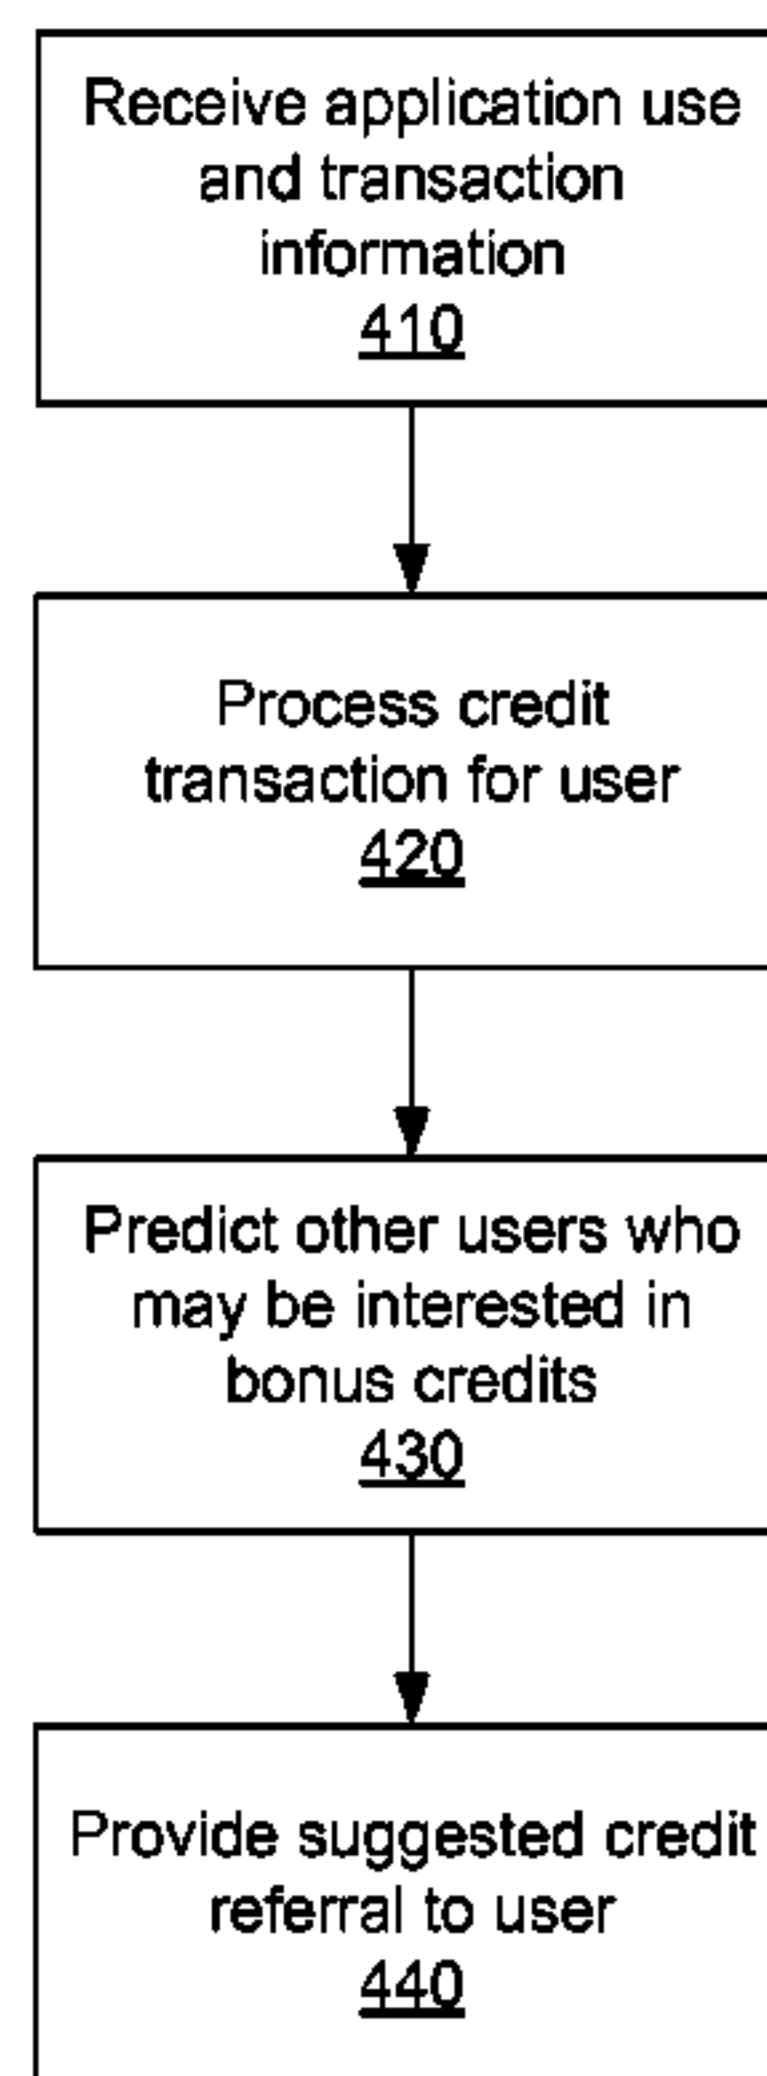 Receive application use
and transaction
information
410
Process credit
transaction for user
420
Predict other users who
may be interested in
bonus credits
430
Provide suggested credit
referral to user
440